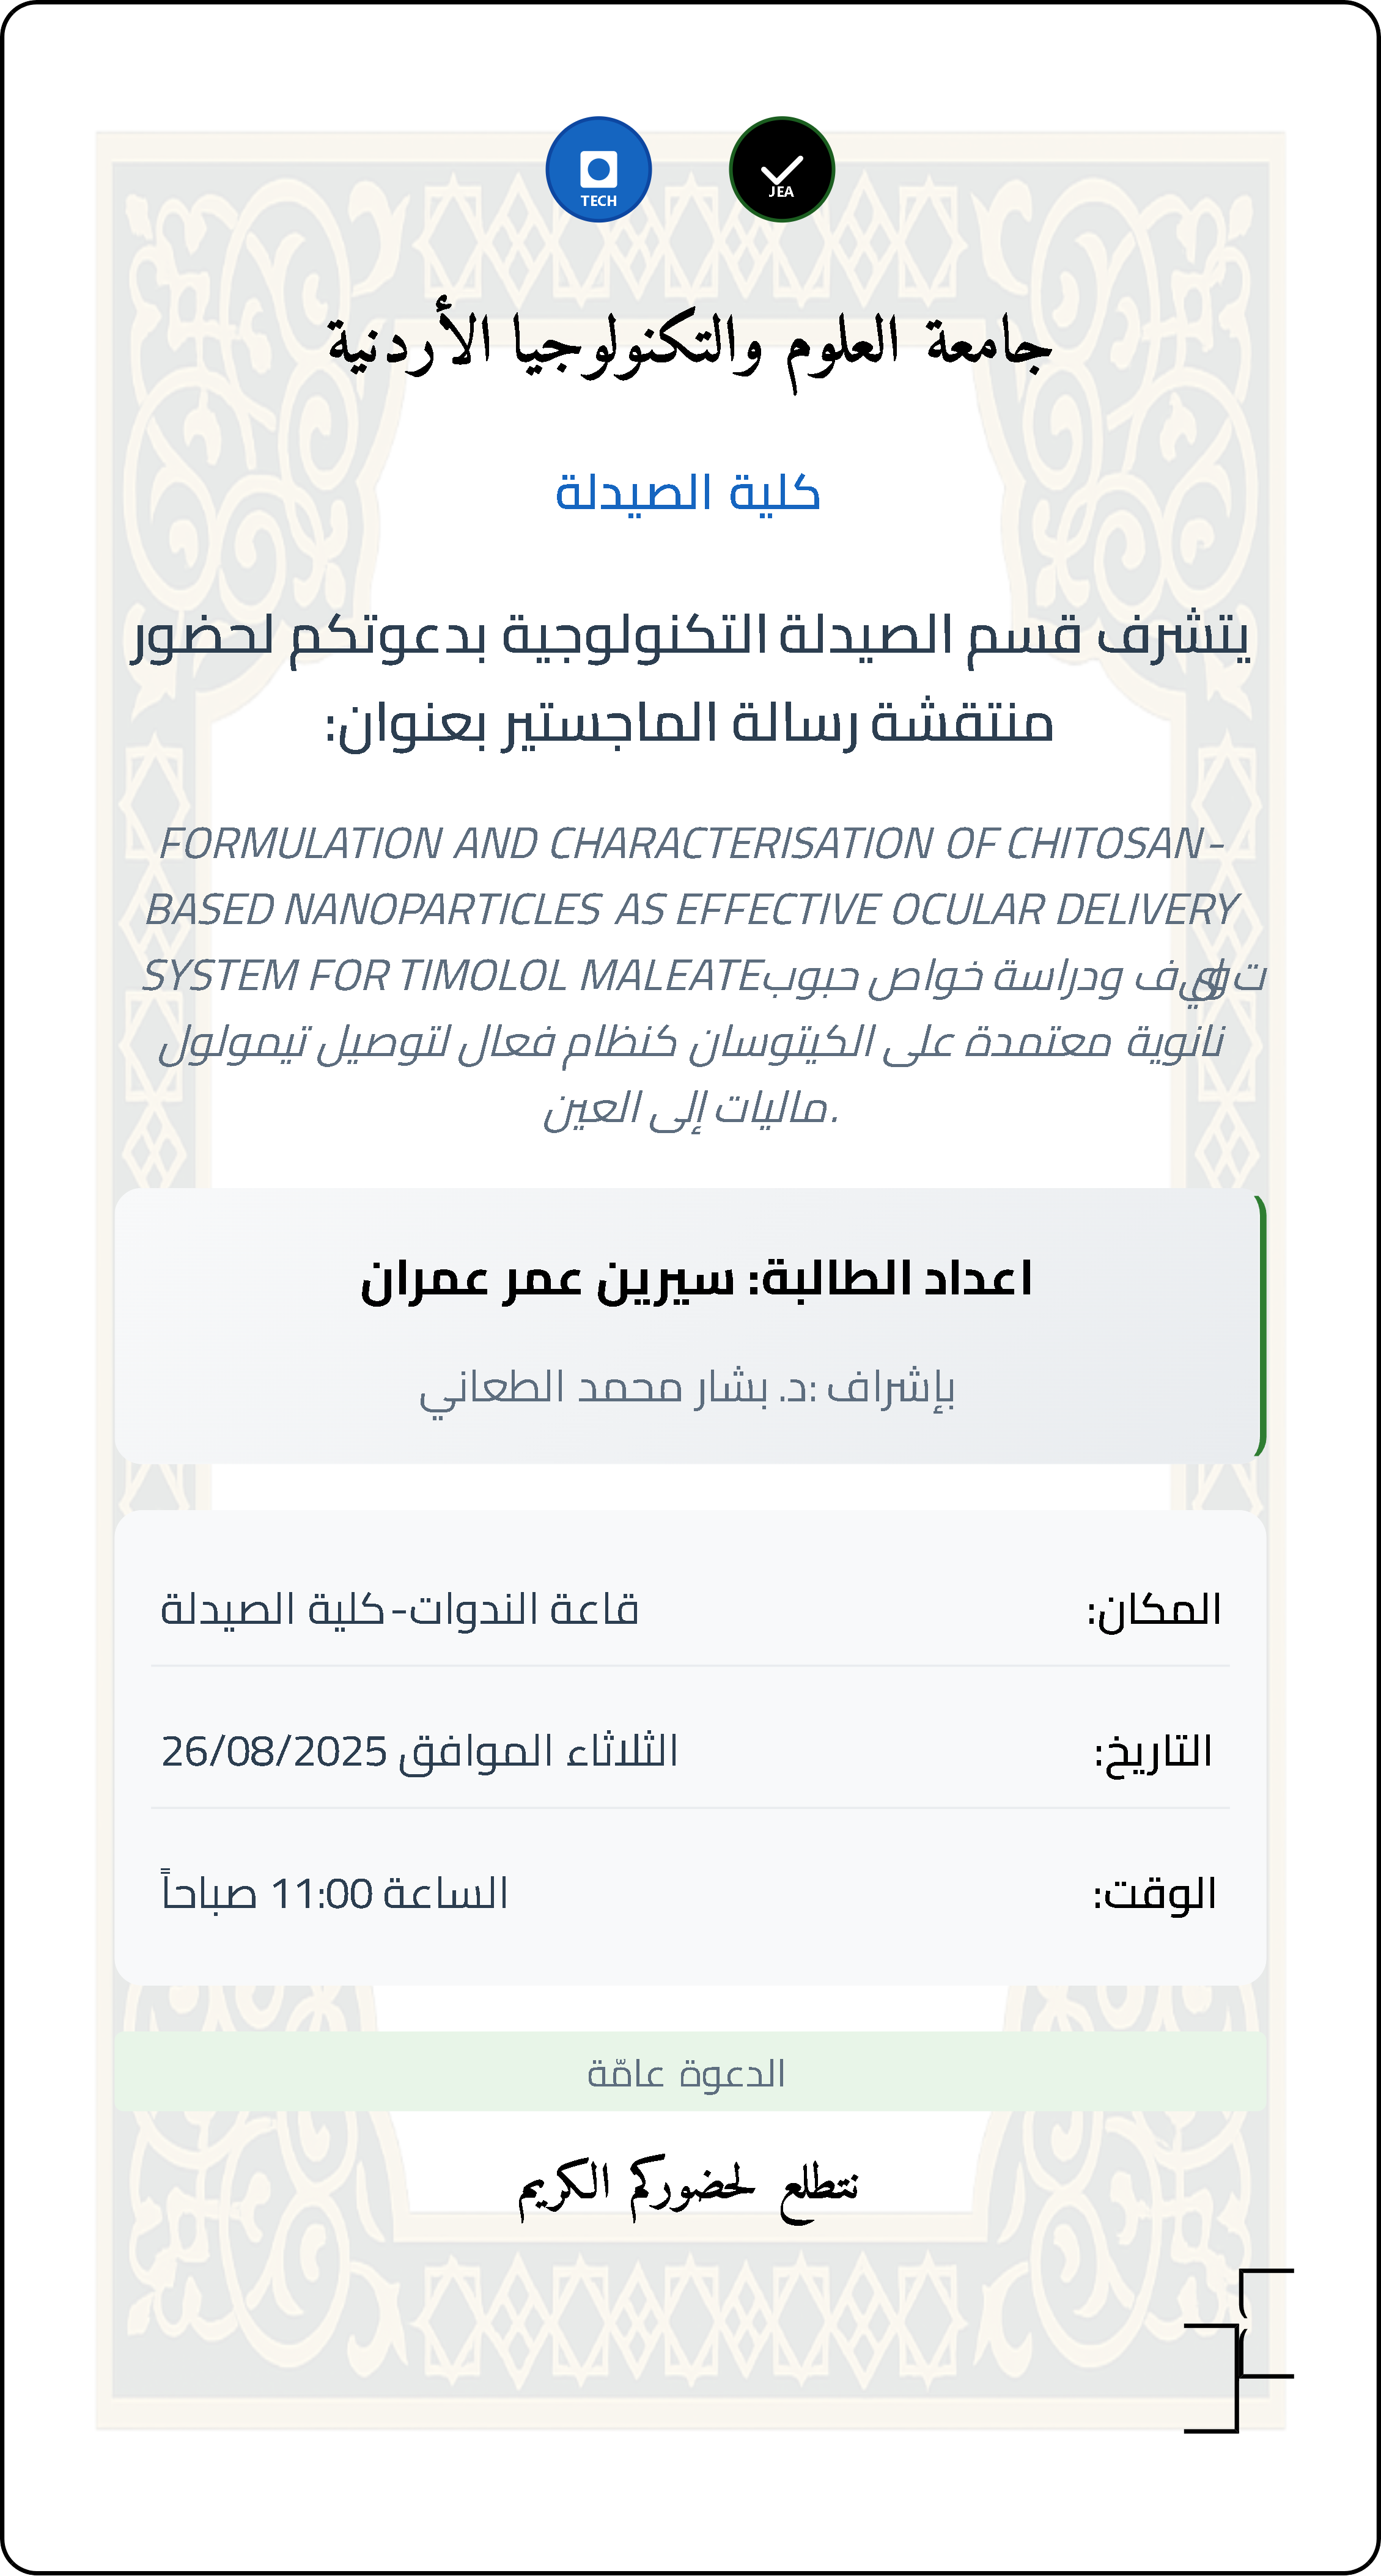 TECH
JEA
جامعة العلوم والتكنولوجيا الأردنية
كلية الصيدلة
يتشرف قسم الصيدلة التكنولوجية بدعوتكم لحضور
منتقشة رسالة الماجستير بعنوان:
FORMULATION AND CHARACTERISATION OF CHITOSAN-
BASED NANOPARTICLES AS EFFECTIVE OCULAR DELIVERY
SYSTEM FOR TIMOLOL MALEATE ودراسة خواص حبوب
نانوية معتمدة على الكيتوسان كنظام فعال لتوصيل تيمولول
ماليات إلى العين.
اعداد الطالبة: سيرين عمر عمران
بإشراف :د. بشار محمد الطعاني
المكان: قاعة الندوات-كلية الصيدلة
التاريخ: الثلاثاء الموافق 26/08/2025
الوقت: الساعة 11:00 صباحاً
الدعوة عامّة
نتطلع لحضوركم الكريم